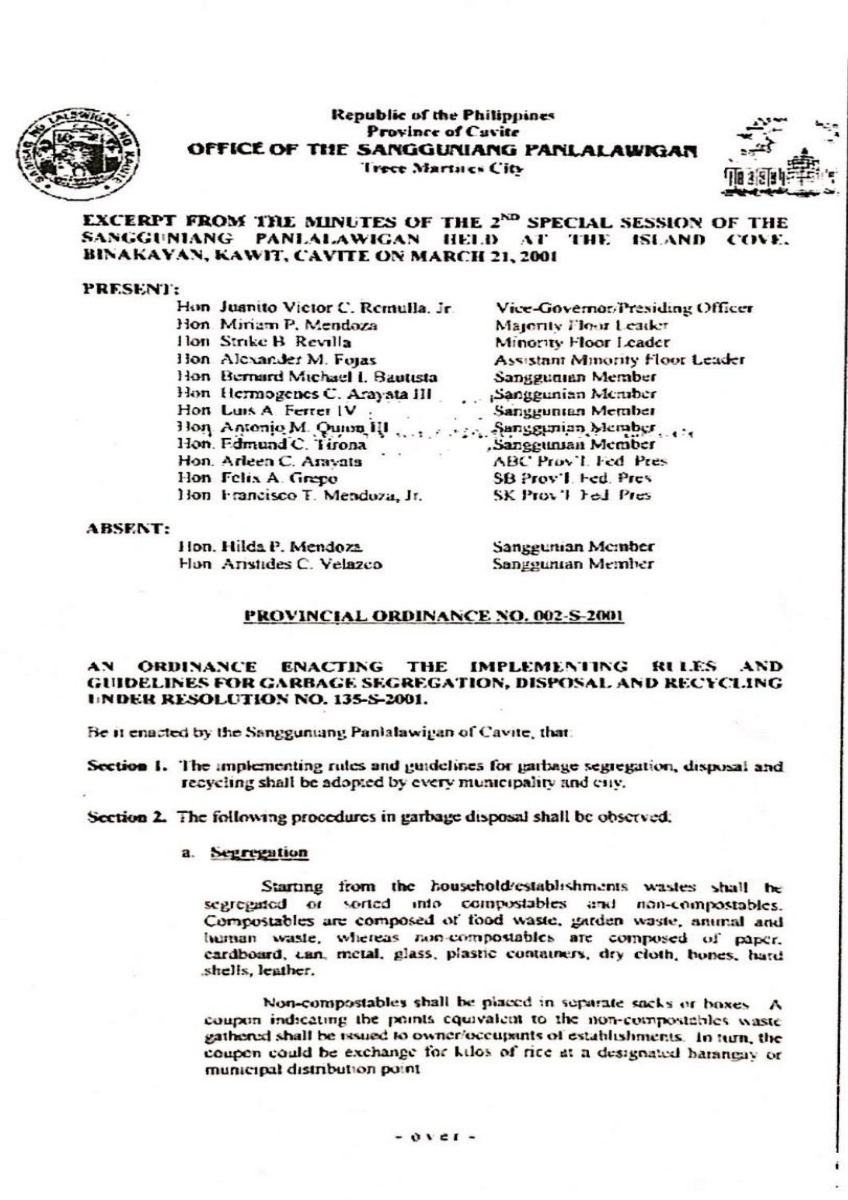 Republic of the Philippines
Province of Cavite
OFFICE OF THE SANGGUNIANG PANLALAWIGAN
Trece Martires City
EXCERPT FROM THE MINUTES OF THE 2ND SPECIAL SESSION OF THE
SANGGUNIANG PANLALAWIGAN HELD AT THE ISLAND COVE,
BINAKAYAN, KAWIT, CAVITE ON MARCH 21, 2001
PRESENT:
Hon Juanito Victor C. Remulla, Jr. Vice-Governor/Presiding Officer
Hon Miriam P. Mendoza Majority Floor Leader
Hon Strike B. Revilla Minority Floor Leader
Hon Alexander M. Fojas Assistant Minority Floor Leader
Hon Bernard Michael I. Bautista Sanggunian Member
Hon Hermogenes C. Arayata III Sanggunian Member
Hon Luis A. Ferrer IV Sanggunian Member
Hon Antonio M. Quion III Sanggunian Member
Hon. Edmund C. Tirona Sanggunian Member
Hon. Arleen C. Arayata ABC Prov'l. Fed. Pres
Hon Felix A. Grepo SB Prov'l. Fed. Pres
Hon Francisco T. Mendoza, Jr. SK Prov'l Fed. Pres
ABSENT:
Hon. Hilda P. Mendoza Sanggunian Member
Hon Aristides C. Velazco Sanggunian Member
PROVINCIAL ORDINANCE NO. 002-S-2001
AN ORDINANCE ENACTING THE IMPLEMENTING RULES AND
GUIDELINES FOR GARBAGE SEGREGATION, DISPOSAL AND RECYCLING
UNDER RESOLUTION NO. 135-S-2001.
Be it enacted by the Sangguniang Panlalawigan of Cavite, that:
Section 1. The implementing rules and guidelines for garbage segregation, disposal and
recycling shall be adopted by every municipality and city.
Section 2. The following procedures in garbage disposal shall be observed:
a. Segregation
Starting from the household/establishments wastes shall be
segregated or sorted into compostables and non-compostables.
Compostables are composed of food waste, garden waste, animal and
human waste, whereas non-compostables are composed of paper,
cardboard, can, metal, glass, plastic containers, dry cloth, bones, hard
shells, leather.
Non-compostables shall be placed in separate sacks or boxes. A
coupon indicating the points equivalent to the non-compostables waste
gathered shall be issued to owner/occupants of establishments. In turn, the
coupon could be exchange for kilos of rice at a designated barangay or
municipal distribution point
- over -